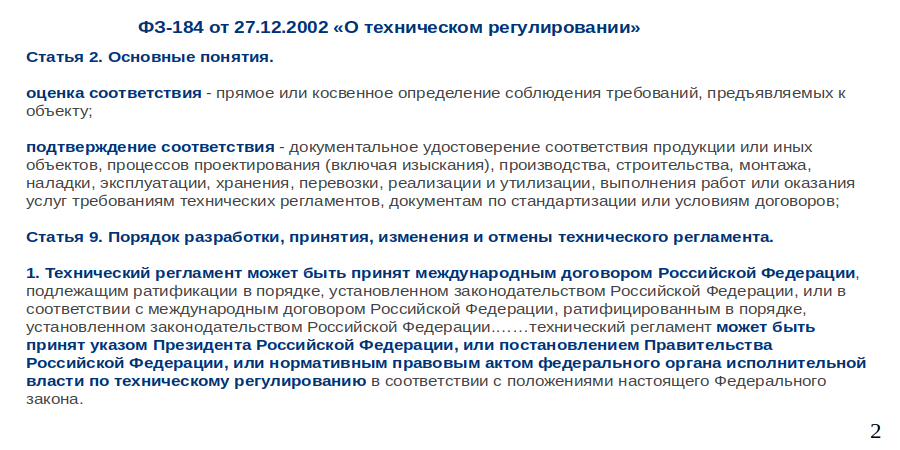 ФЗ-184 от 27.12.2002 «О техническом регулировании»
Статья 2. Основные понятия.
оценка соответствия - прямое или косвенное определение соблюдения требований, предъявляемых к
объекту;
подтверждение соответствия - документальное удостоверение соответствия продукции или иных
объектов, процессов проектирования (включая изыскания), производства, строительства, монтажа,
наладки, эксплуатации, хранения, перевозки, реализации и утилизации, выполнения работ или оказания
услуг требованиям технических регламентов, документам по стандартизации или условиям договоров;
Статья 9. Порядок разработки, принятия, изменения и отмены технического регламента.
1. Технический регламент может быть принят международным договором Российской Федерации,
подлежащим ратификации в порядке, установленном законодательством Российской Федерации, или в
соответствии с международным договором Российской Федерации, ратифицированным в порядке,
установленном законодательством Российской Федерации.……технический регламент может быть
принят указом Президента Российской Федерации, или постановлением Правительства
Российской Федерации, или нормативным правовым актом федерального органа исполнительной
власти по техническому регулированию в соответствии с положениями настоящего Федерального
закона.
2